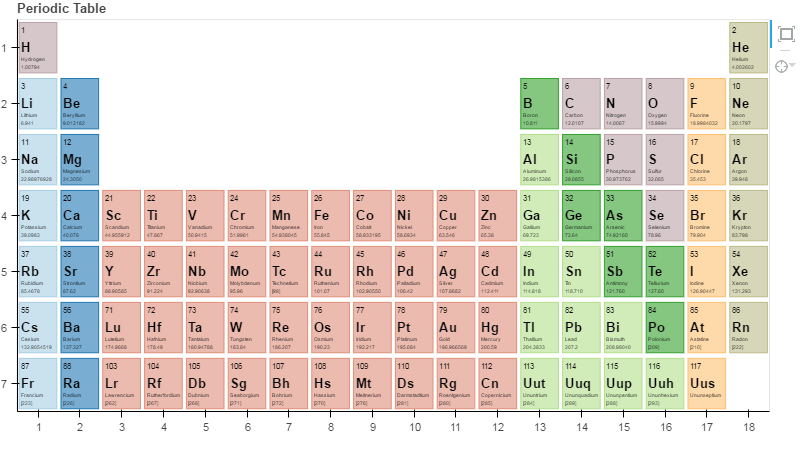 Periodic Table
1 2
1 H He
Hydrogen Helium
1.00794 4.002602
3 4 5 6 7 8 9 10
2 Li Be B C N O F Ne
Lithium Beryllium Boron Carbon Nitrogen Oxygen Fluorine Neon
6.941 9.012182 10.811 12.0107 14.0067 15.9994 18.9984032 20.1797
11 12 13 14 15 16 17 18
3 Na Mg Al Si P S Cl Ar
Sodium Magnesium Aluminum Silicon Phosphorus Sulfur Chlorine Argon
22.98976928 24.3050 26.9815386 28.0855 30.973762 32.065 35.453 39.948
19 20 21 22 23 24 25 26 27 28 29 30 31 32 33 34 35 36
4 K Ca Sc Ti V Cr Mn Fe Co Ni Cu Zn Ga Ge As Se Br Kr
Potassium Calcium Scandium Titanium Vanadium Chromium Manganese Iron Cobalt Nickel Copper Zinc Gallium Germanium Arsenic Selenium Bromine Krypton
39.0983 40.078 44.955912 47.867 50.9415 51.9961 54.938045 55.845 58.933195 58.6934 63.546 65.38 69.723 72.64 74.92160 78.96 79.904 83.798
37 38 39 40 41 42 43 44 45 46 47 48 49 50 51 52 53 54
5 Rb Sr Y Zr Nb Mo Tc Ru Rh Pd Ag Cd In Sn Sb Te I Xe
Rubidium Strontium Yttrium Zirconium Niobium Molybdenum Technetium Ruthenium Rhodium Palladium Silver Cadmium Indium Tin Antimony Tellurium Iodine Xenon
85.4678 87.62 88.90585 91.224 92.90638 95.96 [98] 101.07 102.90550 106.42 107.8682 112.411 114.818 118.710 121.760 127.60 126.90447 131.293
55 56 71 72 73 74 75 76 77 78 79 80 81 82 83 84 85 86
6 Cs Ba Lu Hf Ta W Re Os Ir Pt Au Hg Tl Pb Bi Po At Rn
Cesium Barium Lutetium Hafnium Tantalum Tungsten Rhenium Osmium Iridium Platinum Gold Mercury Thallium Lead Bismuth Polonium Astatine Radon
132.9054519 137.327 174.9668 178.49 180.94788 183.84 186.207 190.23 192.217 195.084 196.966569 200.59 204.3833 207.2 208.98040 [209] [210] [222]
87 88 103 104 105 106 107 108 109 110 111 112 113 114 115 116 117
7 Fr Ra Lr Rf Db Sg Bh Hs Mt Ds Rg Cn Uut Uuq Uup Uuh Uus
Francium Radium Lawrencium Rutherfordium Dubnium Seaborgium Bohrium Hassium Meitnerium Darmstadtium Roentgenium Copernicium Ununtrium Ununquadium Ununpentium Ununhexium Ununseptium
[223] [226] [262] [267] [268] [271] [272] [270] [276] [281] [280] [285] [284] [289] [288] [293]
1 2 3 4 5 6 7 8 9 10 11 12 13 14 15 16 17 18